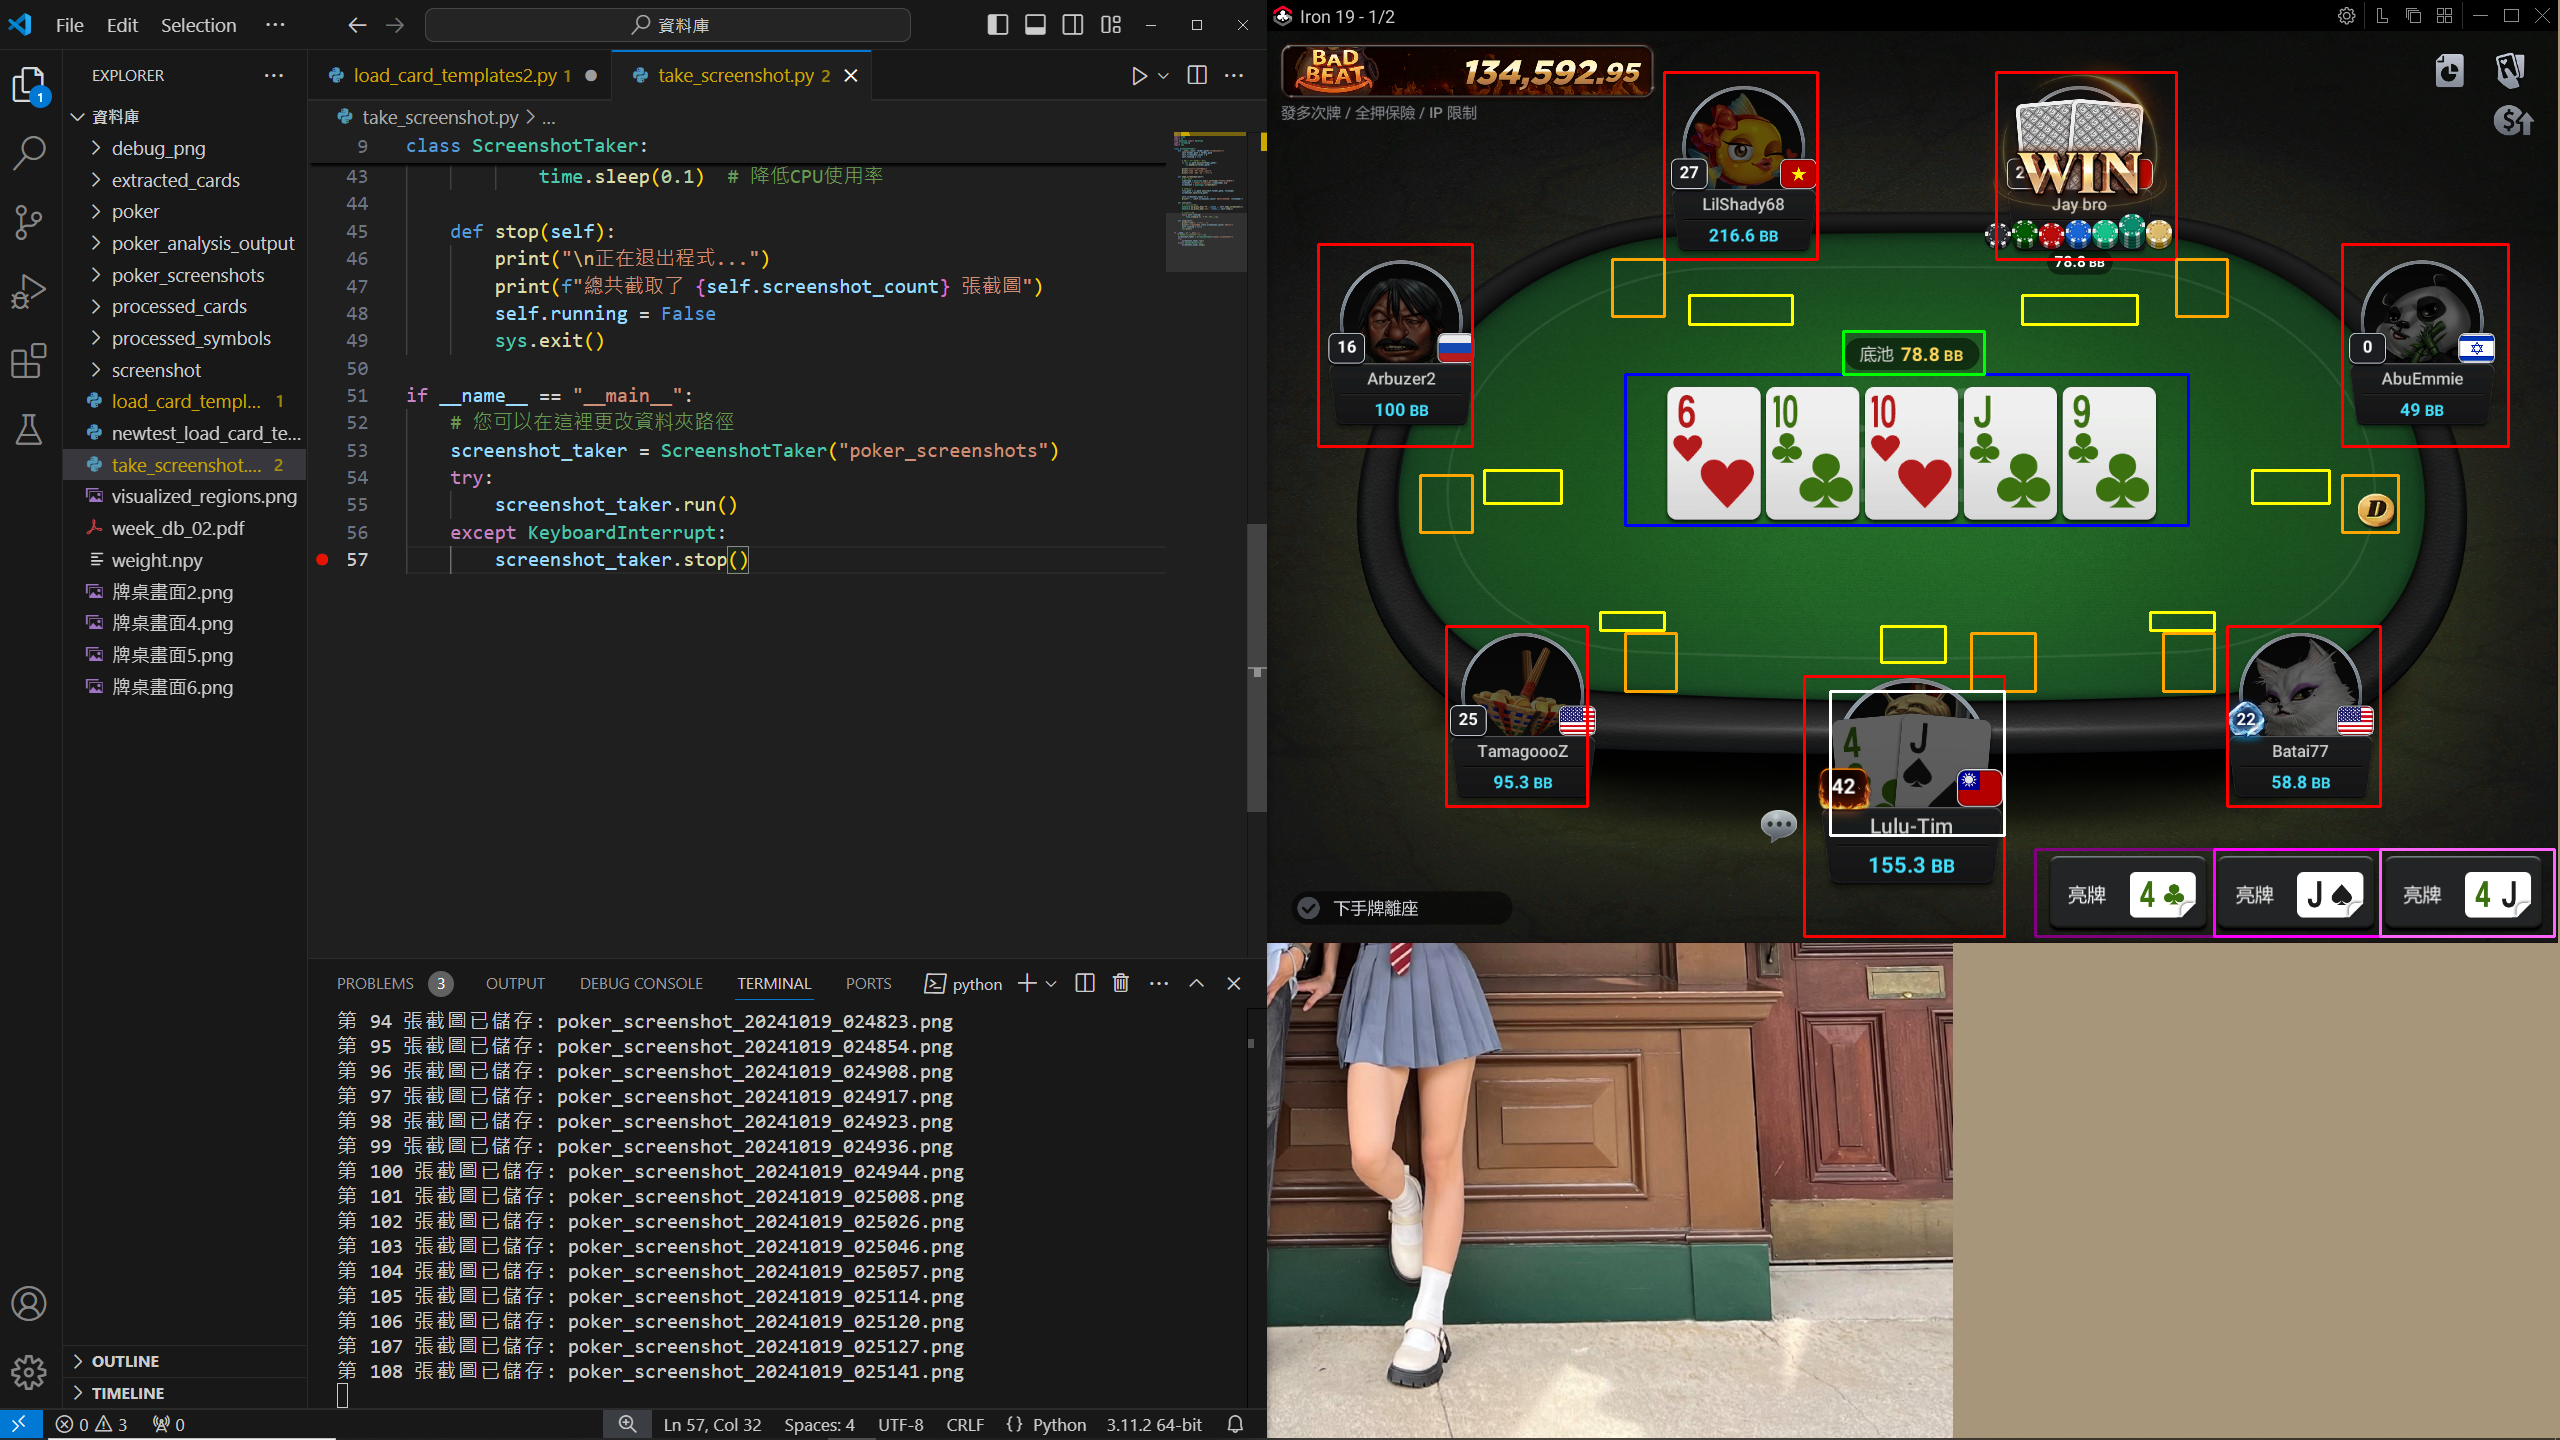 File Edit Selection ...
資料庫
EXPLORER ...
1
資料庫
debug_png
extracted_cards
poker
poker_analysis_output
poker_screenshots
processed_cards
processed_symbols
screenshot
load_card_templ... 1
newtest_load_card_te...
take_screenshot.... 2
visualized_regions.png
week_db_02.pdf
weight.npy
牌桌畫面2.png
牌桌畫面4.png
牌桌畫面5.png
牌桌畫面6.png
OUTLINE
TIMELINE
load_card_templates2.py 1
take_screenshot.py 2
take_screenshot.py > ...
9 class ScreenshotTaker:
43 time.sleep(0.1) # 降低CPU使用率
44
45 def stop(self):
46 print("\n正在退出程式...")
47 print(f"總共截取了 {self.screenshot_count} 張截圖")
48 self.running = False
49 sys.exit()
50
51 if __name__ == "__main__":
52 # 您可以在這裡更改資料夾路徑
53 screenshot_taker = ScreenshotTaker("poker_screenshots")
54 try:
55 screenshot_taker.run()
56 except KeyboardInterrupt:
57 screenshot_taker.stop()
PROBLEMS 3 OUTPUT DEBUG CONSOLE TERMINAL PORTS python
第 94 張截圖已儲存: poker_screenshot_20241019_024823.png
第 95 張截圖已儲存: poker_screenshot_20241019_024854.png
第 96 張截圖已儲存: poker_screenshot_20241019_024908.png
第 97 張截圖已儲存: poker_screenshot_20241019_024917.png
第 98 張截圖已儲存: poker_screenshot_20241019_024923.png
第 99 張截圖已儲存: poker_screenshot_20241019_024936.png
第 100 張截圖已儲存: poker_screenshot_20241019_024944.png
第 101 張截圖已儲存: poker_screenshot_20241019_025008.png
第 102 張截圖已儲存: poker_screenshot_20241019_025026.png
第 103 張截圖已儲存: poker_screenshot_20241019_025046.png
第 104 張截圖已儲存: poker_screenshot_20241019_025057.png
第 105 張截圖已儲存: poker_screenshot_20241019_025114.png
第 106 張截圖已儲存: poker_screenshot_20241019_025120.png
第 107 張截圖已儲存: poker_screenshot_20241019_025127.png
第 108 張截圖已儲存: poker_screenshot_20241019_025141.png
0 3 0 Ln 57, Col 32 Spaces: 4 UTF-8 CRLF {} Python 3.11.2 64-bit
Iron 19 - 1/2
BAD BEAT 134,592.95
發多次牌 / 全押保險 / IP 限制
27
LilShady68
216.6 BB
WIN
Jay bro
78.8 BB
16
Arbuzer2
100 BB
0
AbuEmmie
49 BB
底池 78.8 BB
6 10 10 J 9
D
25
TamagoooZ
95.3 BB
4 J
42
Lulu-Tim
155.3 BB
22
Batai77
58.8 BB
亮牌 4♣
亮牌 J♠
亮牌 4 J
下手牌離座